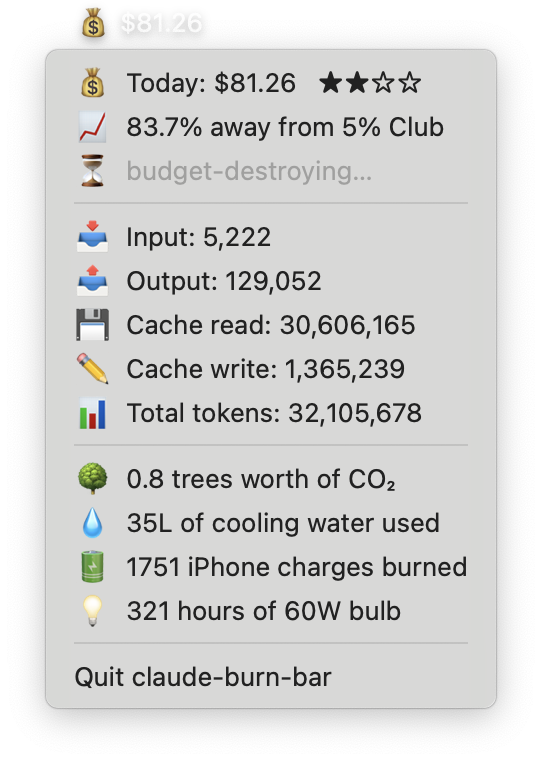 $81.26
Today: $81.26 ★★☆☆
83.7% away from 5% Club
budget-destroying...
Input: 5,222
Output: 129,052
Cache read: 30,606,165
Cache write: 1,365,239
Total tokens: 32,105,678
0.8 trees worth of CO₂
35L of cooling water used
1751 iPhone charges burned
321 hours of 60W bulb
Quit claude-burn-bar